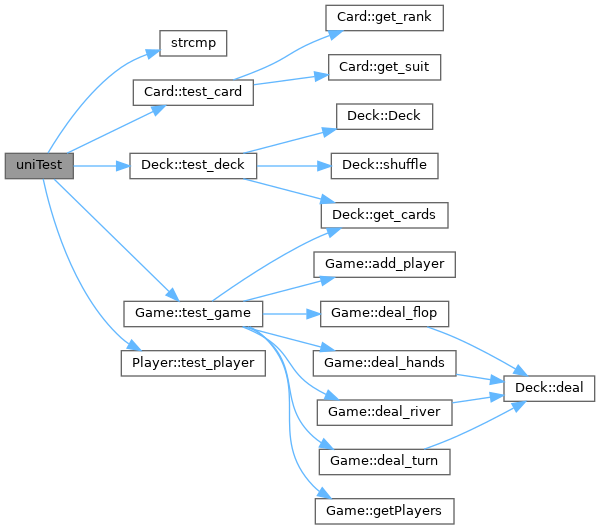 uniTest
strcmp
Card::test_card
Card::get_rank
Card::get_suit
Deck::test_deck
Deck::Deck
Deck::shuffle
Deck::get_cards
Game::test_game
Game::add_player
Game::deal_flop
Game::deal_hands
Game::deal_river
Game::deal_turn
Game::getPlayers
Deck::deal
Player::test_player